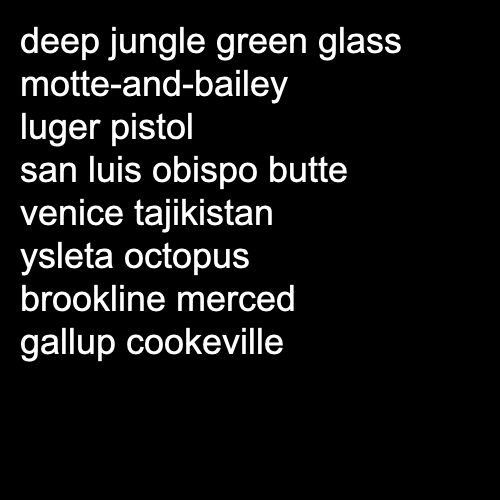 deep jungle green glass
motte-and-bailey
luger pistol
san luis obispo butte
venice tajikistan
ysleta octopus
brookline merced
gallup cookeville